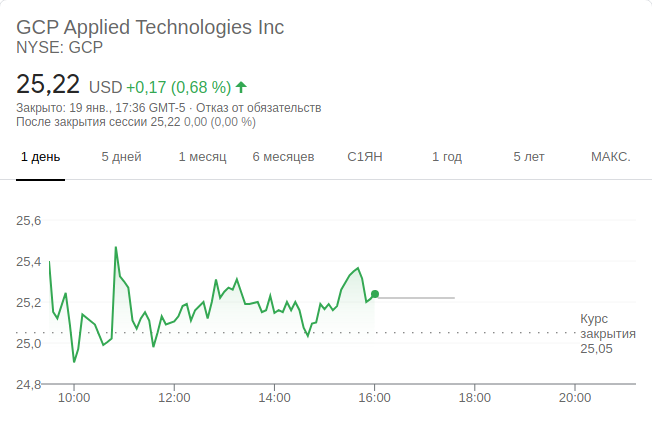 GCP Applied Technologies Inc
NYSE: GCP
25,22 USD +0,17 (0,68 %)
Закрыто: 19 янв., 17:36 GMT-5 · Отказ от обязательств
После закрытия сессии 25,22 0,00 (0,00 %)
1 день 5 дней 1 месяц 6 месяцев С1ЯН 1 год 5 лет МАКС.
25,6
25,4
25,2
25,0
24,8
Курс
закрытия
25,05
10:00 12:00 14:00 16:00 18:00 20:00